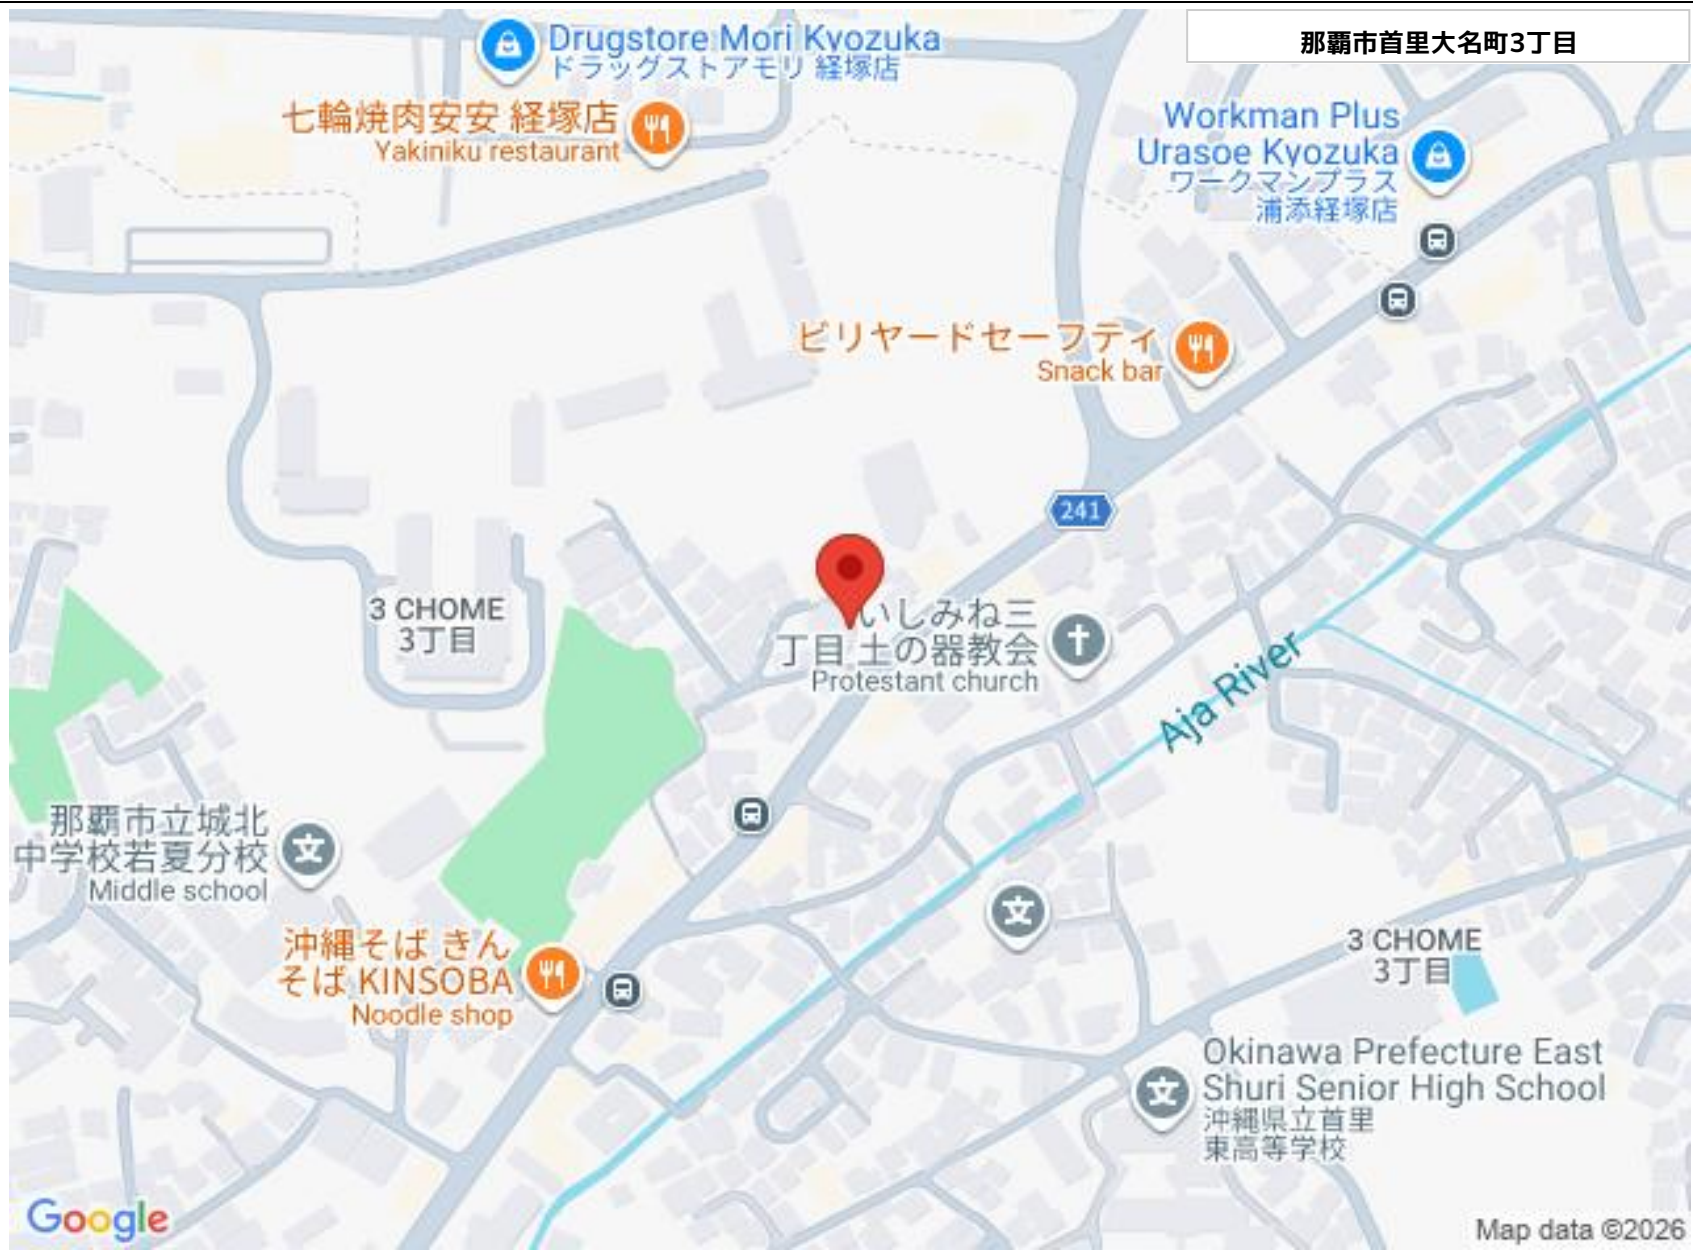 那覇市首里大名町3丁目
Drugstore Mori Kyozuka
ドラッグストアモリ 経塚店
七輪焼肉安安 経塚店
Yakiniku restaurant
Workman Plus
Urasoe Kyozuka
ワークマンプラス
浦添経塚店
ビリヤードセーフティ
Snack bar
241
3 CHOME
3丁目
いしみね三
丁目 土の器教会
Protestant church
Aja River
那覇市立城北
中学校若夏分校
Middle school
文
文
沖縄そば きん
そば KINSOBA
Noodle shop
3 CHOME
3丁目
Okinawa Prefecture East
Shuri Senior High School
沖縄県立首里
東高等学校
文
Google
Map data ©2026